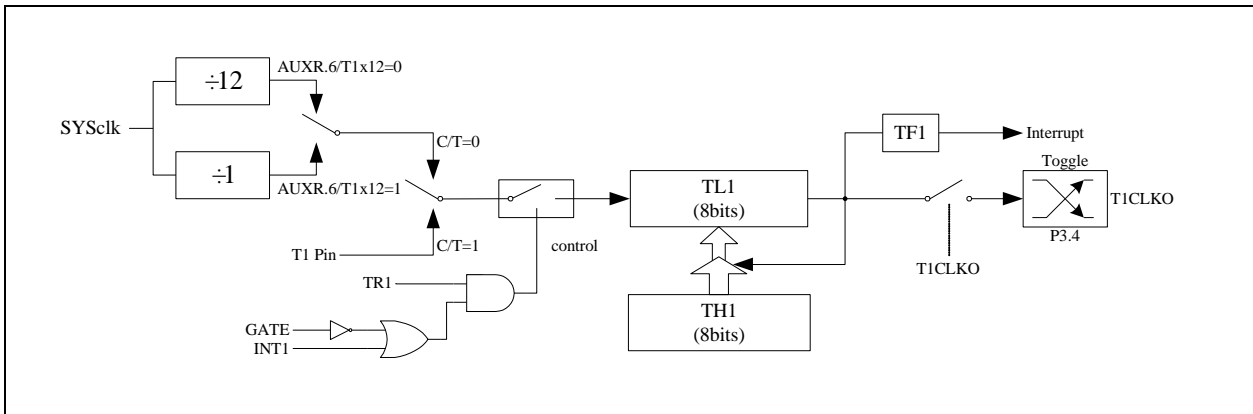 ÷12
AUXR.6/T1x12=0
SYSclk
÷1
AUXR.6/T1x12=1
C/T=0
C/T=1
T1 Pin
control
TR1
GATE
INT1
TL1
(8bits)
TH1
(8bits)
TF1
Interrupt
Toggle
T1CLKO
P3.4
T1CLKO